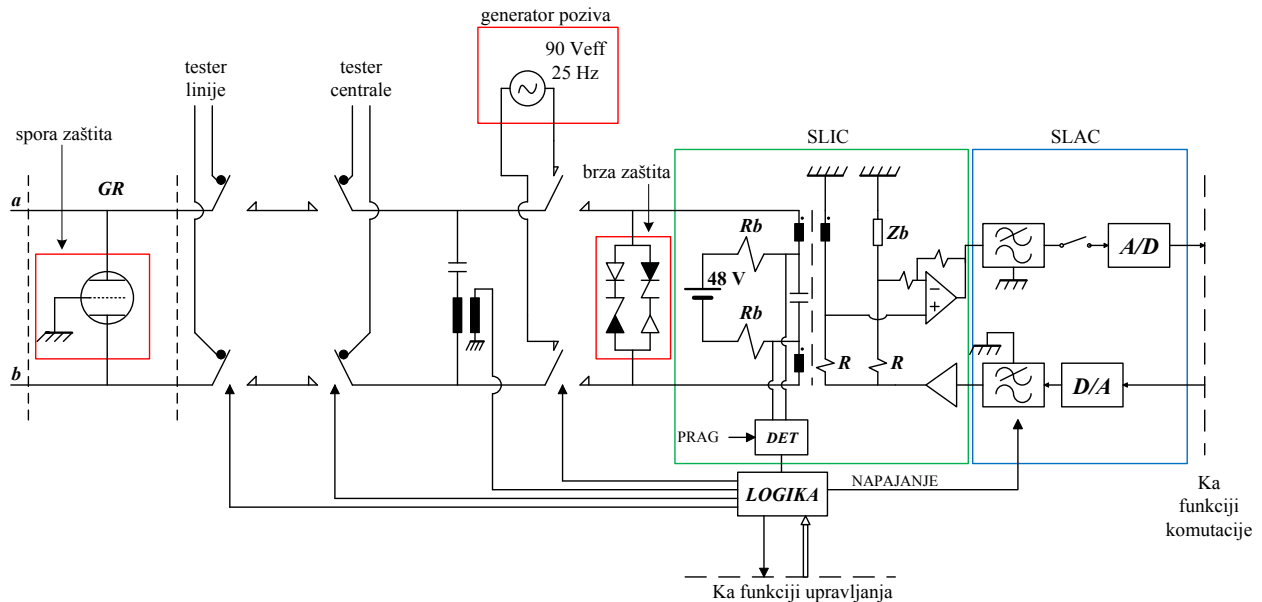 generator poziva
90 Veff
25 Hz
tester
linije
tester
centrale
spora zaštita
GR
brza zaštita
SLIC
SLAC
a
b
Rb
48 V
Rb
Zb
R
R
A/D
D/A
PRAG
DET
LOGIKA
NAPAJANJE
Ka
funkciji
komutacije
Ka funkciji upravljanja